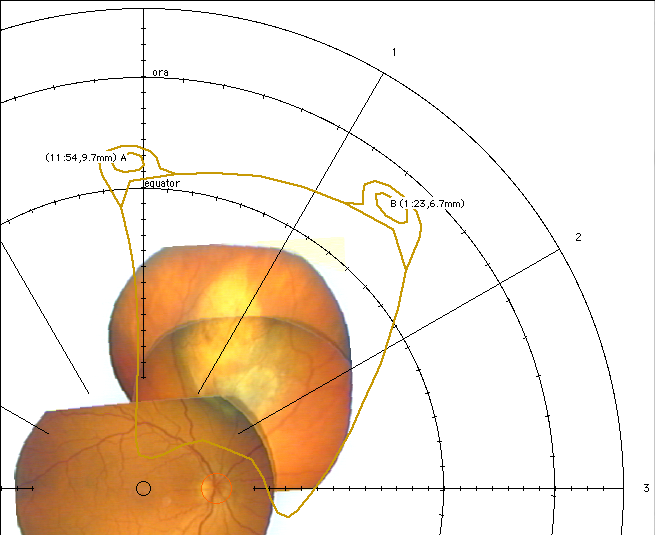 1
ora
(11:54,9.7mm) A
equator
B (1:23,6.7mm)
2
3